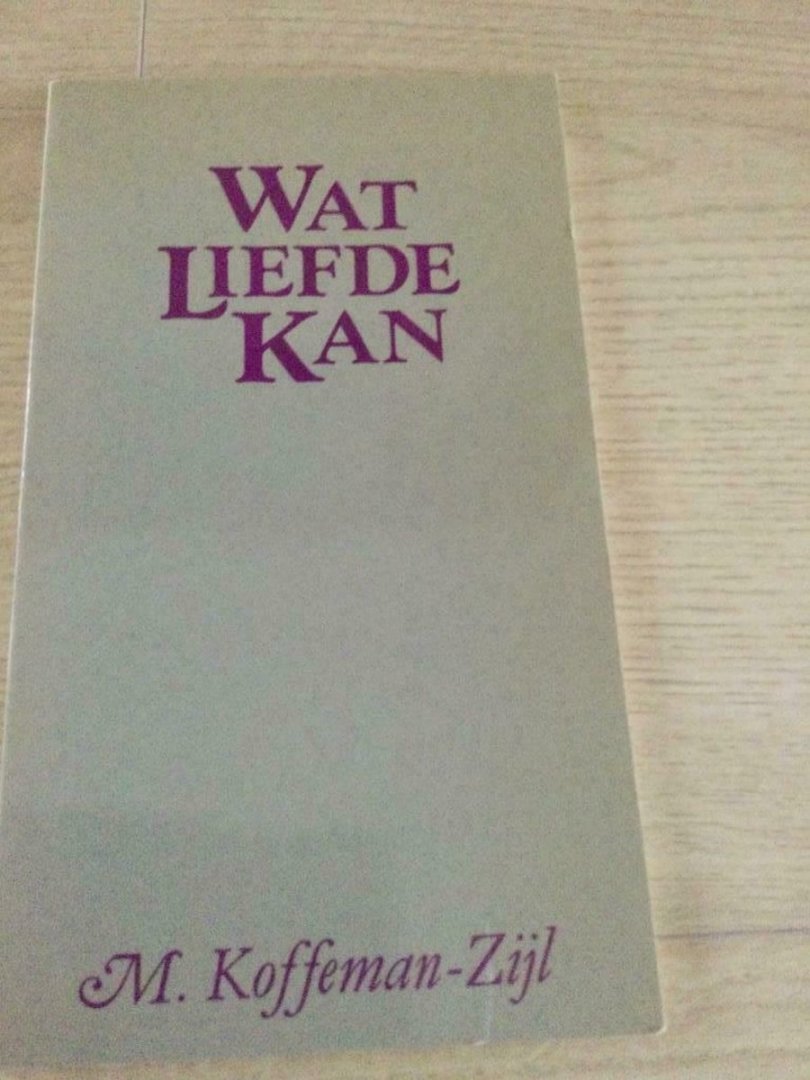 WAT
LIEFDE
KAN
M. Koffeman-Zijl